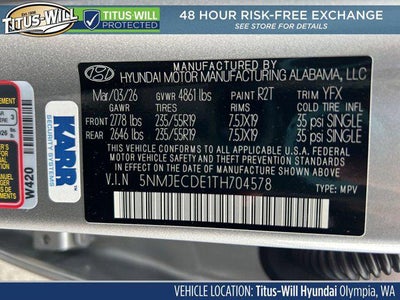 SINCE 1938
TITUS-WILL
TITUS WILL
PROTECTED
48 HOUR RISK-FREE EXCHANGE
SEE STORE FOR DETAILS
MANUFACTURED BY
HYUNDAI MOTOR MANUFACTURING ALABAMA, LLC
Mar/03/26 GVWR 4861 lbs PAINT R2T TRIM YFX
GAWR TIRES RIMS COLD INFL
FRONT 2778 lbs 235/55R19 7.5JX19 35 psi SINGLE
REAR 2646 lbs 235/55R19 7.5JX19 35 psi SINGLE
THIS VEHICLE CONFORMS TO ALL APPLICABLE
U.S. FEDERAL MOTOR VEHICLE SAFETY STANDARDS
IN EFFECT ON THE DATE OF MANUFACTURE
SHOWN ABOVE
V.I.N 5NMJECDE1TH704578 TYPE: MPV
KARR
SECURITY SYSTEMS
W420
VEHICLE LOCATION: Titus-Will Hyundai Olympia, WA